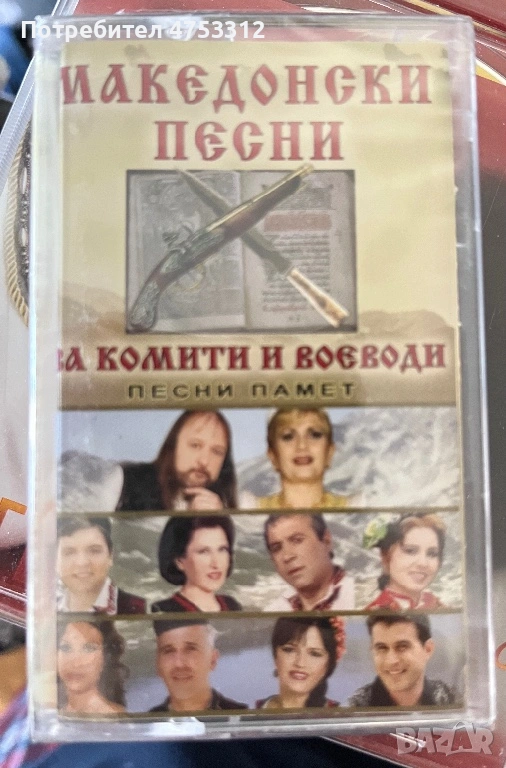 Потребител 4753312
МАКЕДОНСКИ
ПЕСНИ
ЗА КОМИТИ И ВОЕВОДИ
ПЕСНИ ПАМЕТ
BAZAR